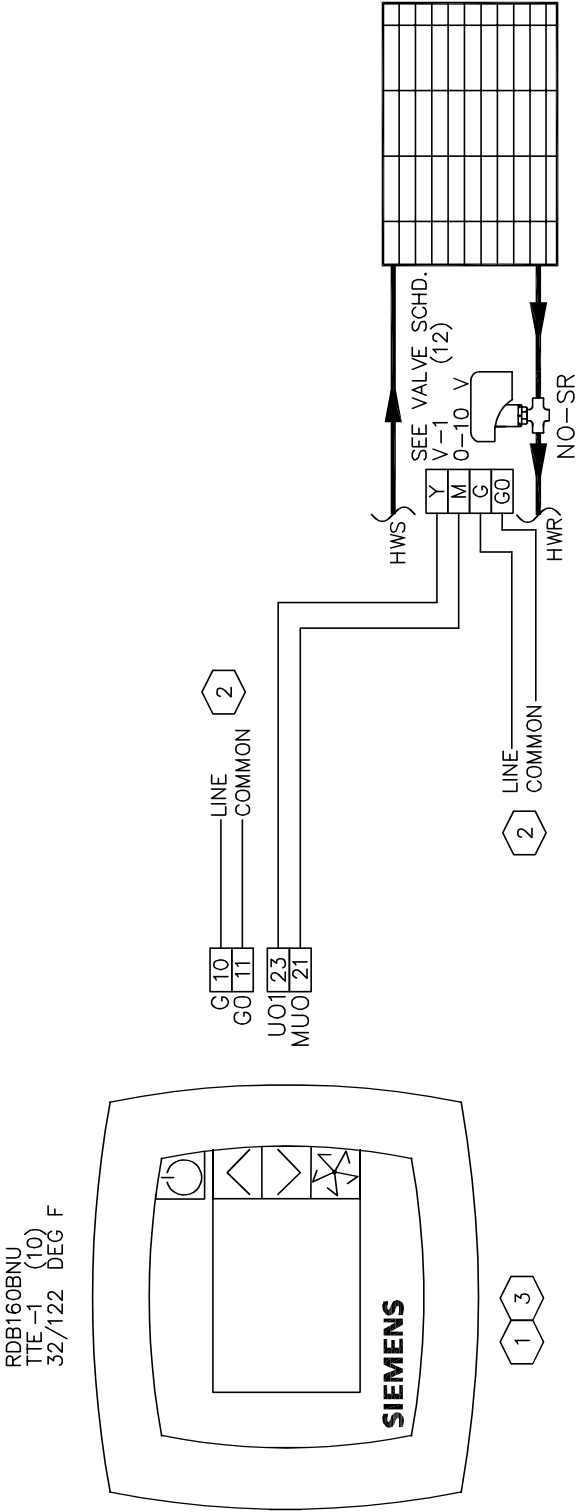 RDB160BNU
TTE-1 (10)
32/122 DEG F
SIEMENS
1
3
G 10
G0 11
UO1 23
MUO 21
LINE
COMMON
2
LINE
COMMON
2
HWS
SEE VALVE SCHD.
V-1 (12)
0-10 V
Y
M
G
G0
HWR
NO-SR